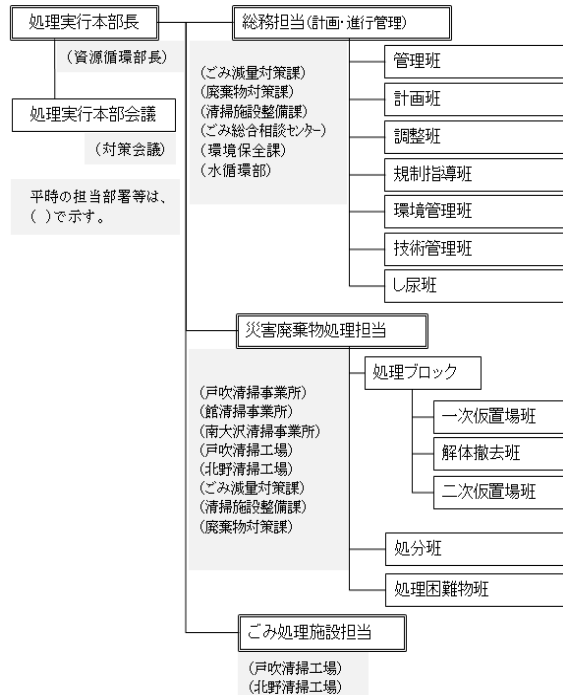 処理実行本部長
(資源循環部長)
処理実行本部会議
(対策会議)
平時の担当部署等は、
( )で示す。
総務担当(計画・進行管理)
(ごみ減量対策課)
(廃棄物対策課)
(清掃施設整備課)
(ごみ総合相談センター)
(環境保全課)
(水循環部)
管理班
計画班
調整班
規制指導班
環境管理班
技術管理班
し尿班
災害廃棄物処理担当
(戸吹清掃事業所)
(館清掃事業所)
(南大沢清掃事業所)
(戸吹清掃工場)
(北野清掃工場)
(ごみ減量対策課)
(清掃施設整備課)
(廃棄物対策課)
処理ブロック
一次仮置場班
解体撤去班
二次仮置場班
処分班
処理困難物班
ごみ処理施設担当
(戸吹清掃工場)
(北野清掃工場)